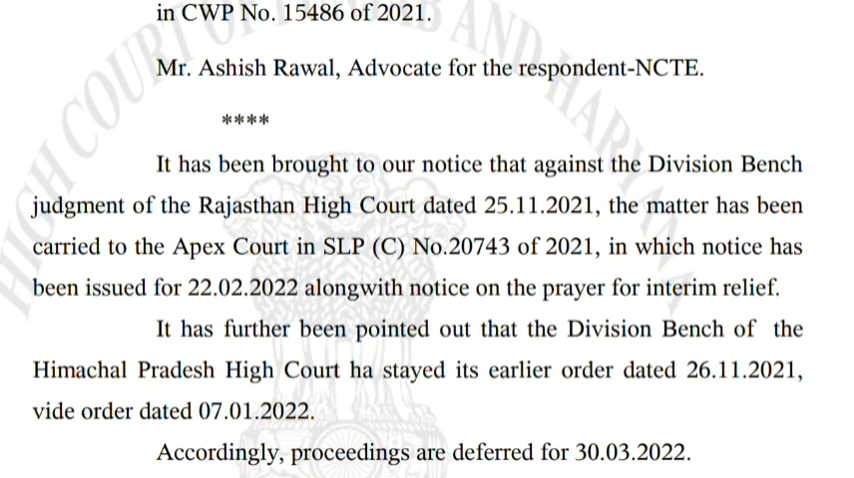 in CWP No. 15486 of 2021.
Mr. Ashish Rawal, Advocate for the respondent-NCTE.
****
It has been brought to our notice that against the Division Bench
judgment of the Rajasthan High Court dated 25.11.2021, the matter has been
carried to the Apex Court in SLP (C) No.20743 of 2021, in which notice has
been issued for 22.02.2022 alongwith notice on the prayer for interim relief.
It has further been pointed out that the Division Bench of the
Himachal Pradesh High Court ha stayed its earlier order dated 26.11.2021,
vide order dated 07.01.2022.
Accordingly, proceedings are deferred for 30.03.2022.
HIGH COURT OF AND HARYANA